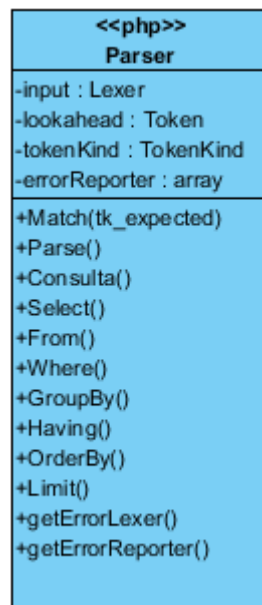 <<php>>
Parser
-input : Lexer
-lookahead : Token
-tokenKind : TokenKind
-errorReporter : array
+Match(tk_expected)
+Parse()
+Consulta()
+Select()
+From()
+Where()
+GroupBy()
+Having()
+OrderBy()
+Limit()
+getErrorLexer()
+getErrorReporter()